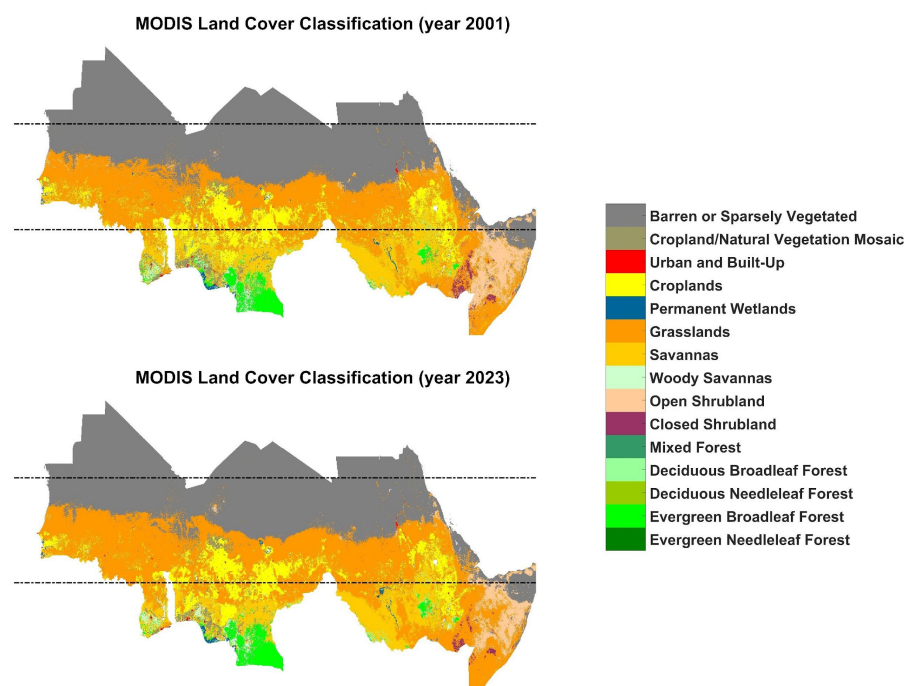 MODIS Land Cover Classification (year 2001)
Barren or Sparsely Vegetated
Cropland/Natural Vegetation Mosaic
Urban and Built-Up
Croplands
Permanent Wetlands
Grasslands
Savannas
Woody Savannas
Open Shrubland
Closed Shrubland
Mixed Forest
Deciduous Broadleaf Forest
Deciduous Needleleaf Forest
Evergreen Broadleaf Forest
Evergreen Needleleaf Forest
MODIS Land Cover Classification (year 2023)